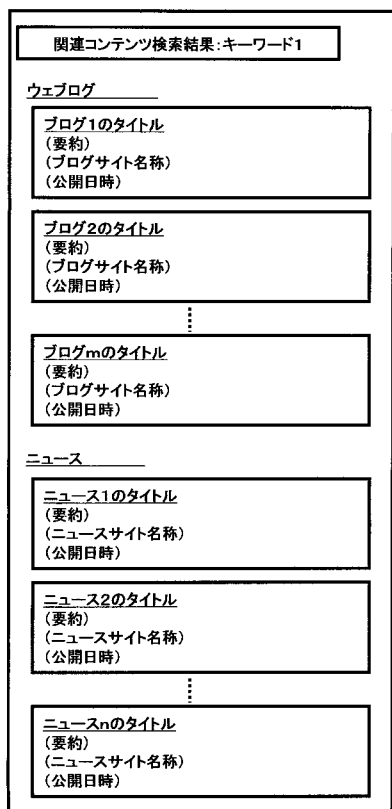 関連コンテンツ検索結果:キーワード1
ウェブログ
ブログ1のタイトル
(要約)
(ブログサイト名称)
(公開日時)
ブログ2のタイトル
(要約)
(ブログサイト名称)
(公開日時)
ブログmのタイトル
(要約)
(ブログサイト名称)
(公開日時)
ニュース
ニュース1のタイトル
(要約)
(ニュースサイト名称)
(公開日時)
ニュース2のタイトル
(要約)
(ニュースサイト名称)
(公開日時)
ニュースnのタイトル
(要約)
(ニュースサイト名称)
(公開日時)